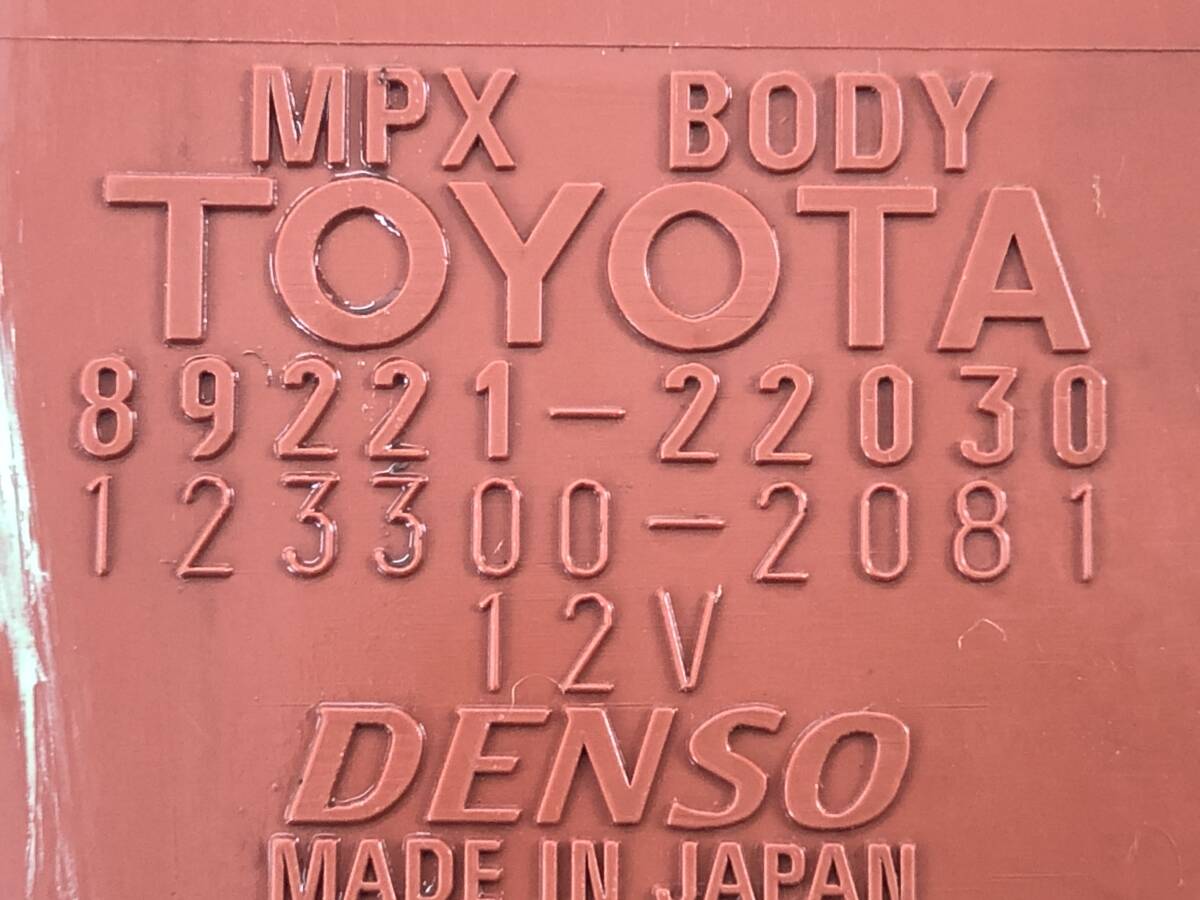 MPX BODY
TOYOTA
89221-22030
123300-2081
12V
DENSO
MADE IN JAPAN